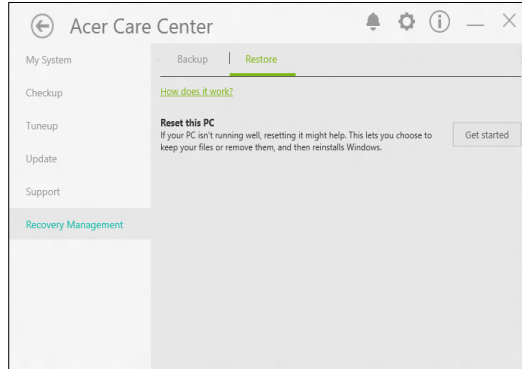 Acer Care Center
My System
Checkup
Tuneup
Update
Support
Recovery Management
Backup | Restore
How does it work?
Reset this PC
If your PC isn't running well, resetting it might help. This lets you choose to
keep your files or remove them, and then reinstalls Windows.
Get started